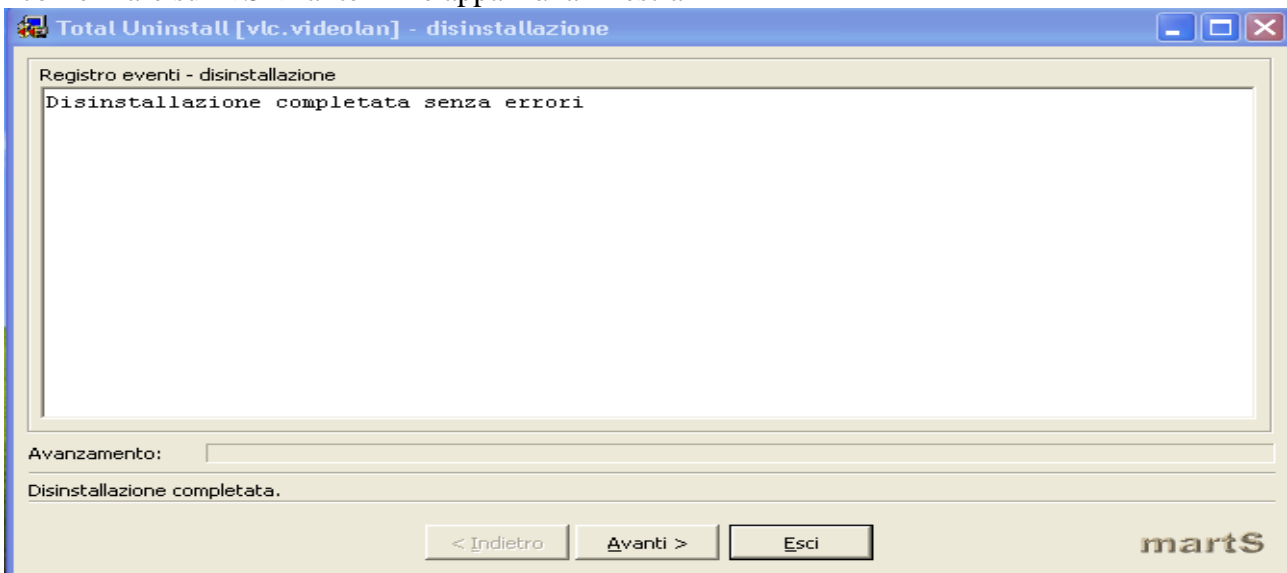 Total Uninstall [vlc.videolan] - disinstallazione
Registro eventi - disinstallazione
Disinstallazione completata senza errori
Avanzamento:
Disinstallazione completata.
< Indietro
Avanti >
Esci
martS